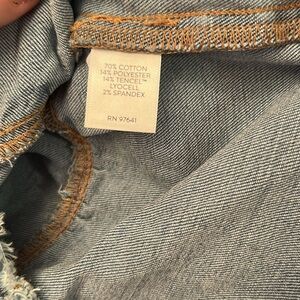 70% COTTON
14% POLYESTER
14% TENCEL™
LYOCELL
2% SPANDEX
RN 97641